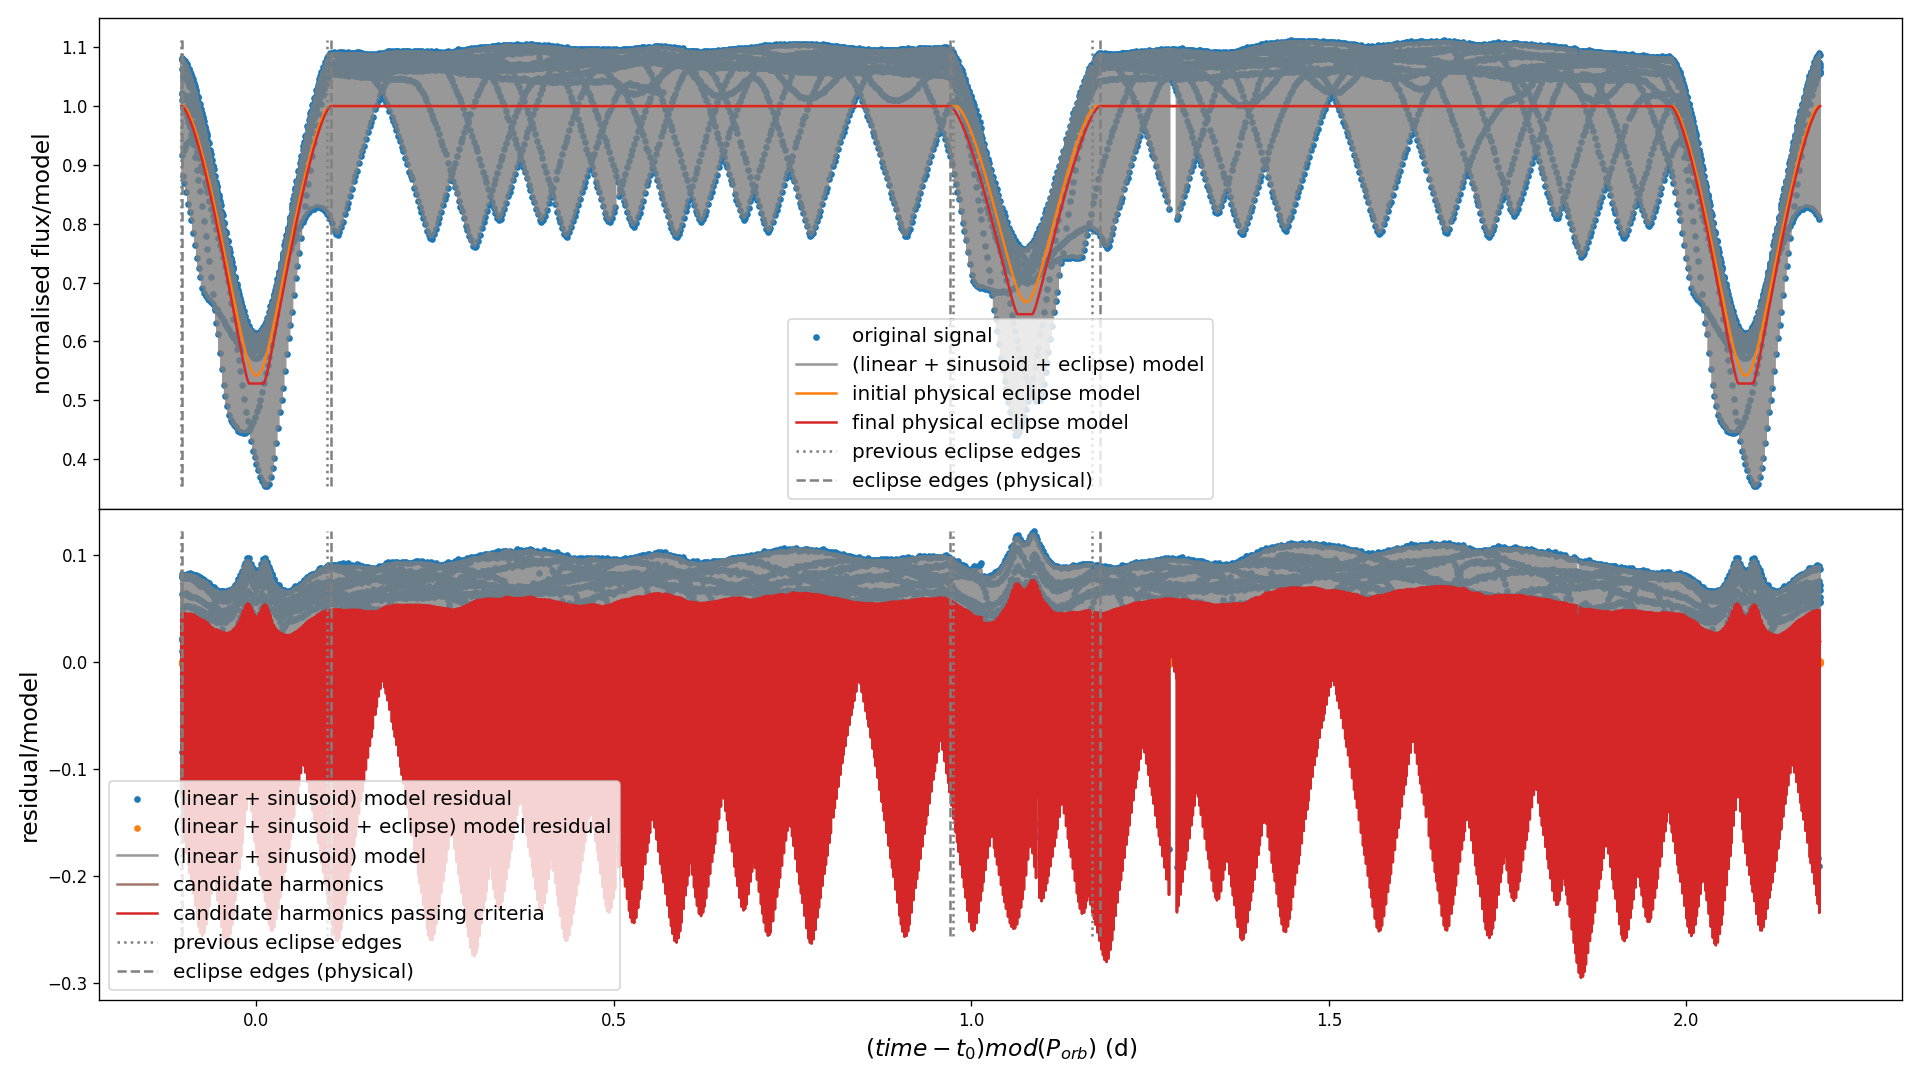 normalised flux/model
1.1
1.0
0.9
0.8
0.7
0.6
0.5
0.4
original signal
(linear + sinusoid + eclipse) model
initial physical eclipse model
final physical eclipse model
previous eclipse edges
eclipse edges (physical)
residual/model
0.1
0.0
−0.1
−0.2
−0.3
(linear + sinusoid) model residual
(linear + sinusoid + eclipse) model residual
(linear + sinusoid) model
candidate harmonics
candidate harmonics passing criteria
previous eclipse edges
eclipse edges (physical)
0.0 0.5 1.0 1.5 2.0
(time − t₀)mod(P_orb) (d)